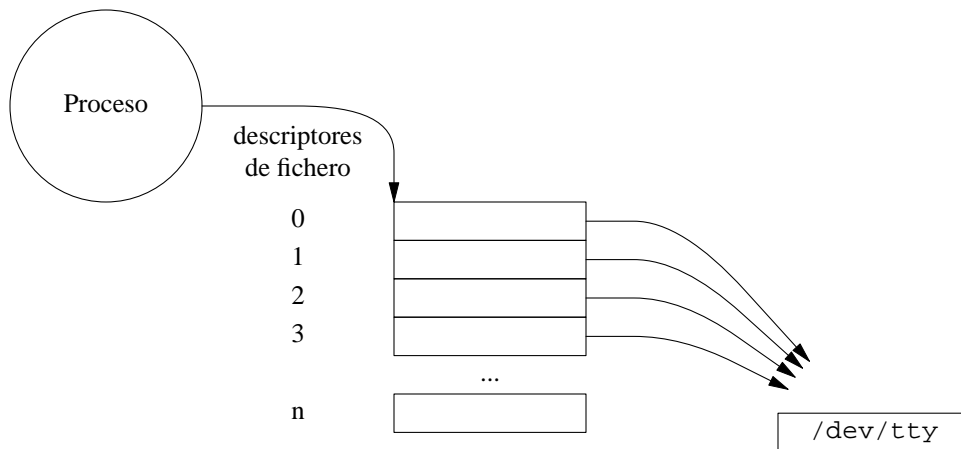 Proceso
descriptores
de fichero
0
1
2
3
...
n
/dev/tty